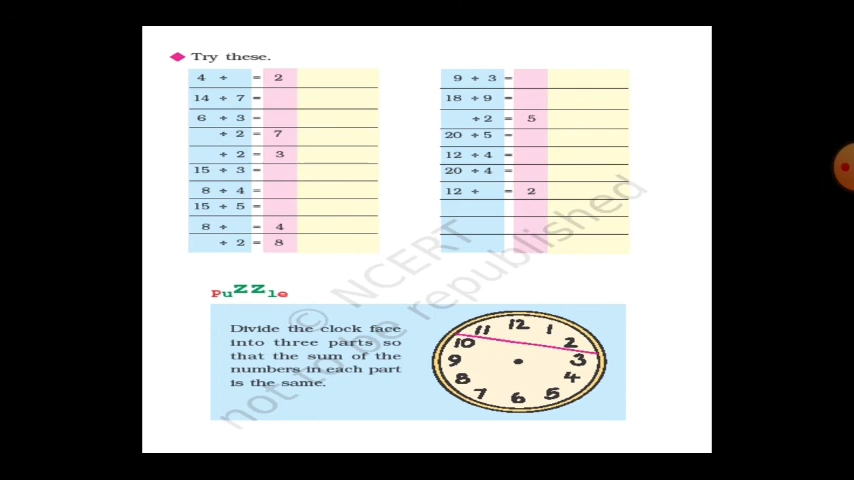 Try these.
4 ÷ = 2
14 ÷ 7 =
6 ÷ 3 =
÷ 2 = 7
÷ 2 = 3
15 ÷ 3 =
8 ÷ 4 =
15 ÷ 5 =
8 ÷ = 4
÷ 2 = 8
9 ÷ 3 =
18 ÷ 9 =
÷ 2 = 5
20 ÷ 5 =
12 ÷ 4 =
20 ÷ 4 =
12 ÷ = 2
Puzzle
Divide the clock face
into three parts so
that the sum of the
numbers in each part
is the same.
12
1
2
3
4
5
6
7
8
9
10
11
© NCERT
not to be republished